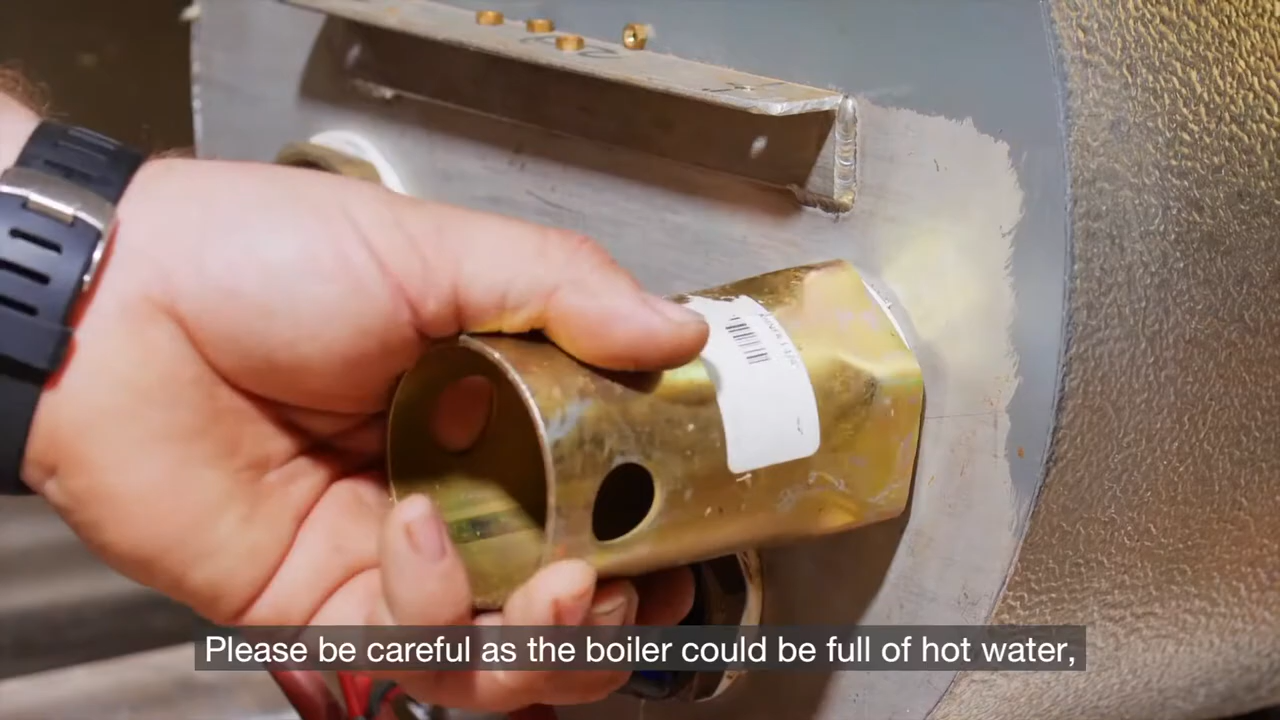 Please be careful as the boiler could be full of hot water,